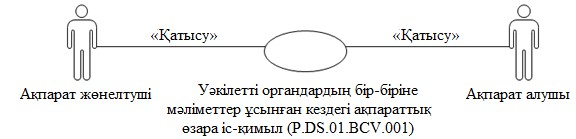 «Қатысу» «Қатысу»
Ақпарат жөнелтуші
Уәкілетті органдардың бір-біріне
мәліметтер ұсынған кездегі ақпараттық
өзара іс-қимыл (P.DS.01.BCV.001)
Ақпарат алушы